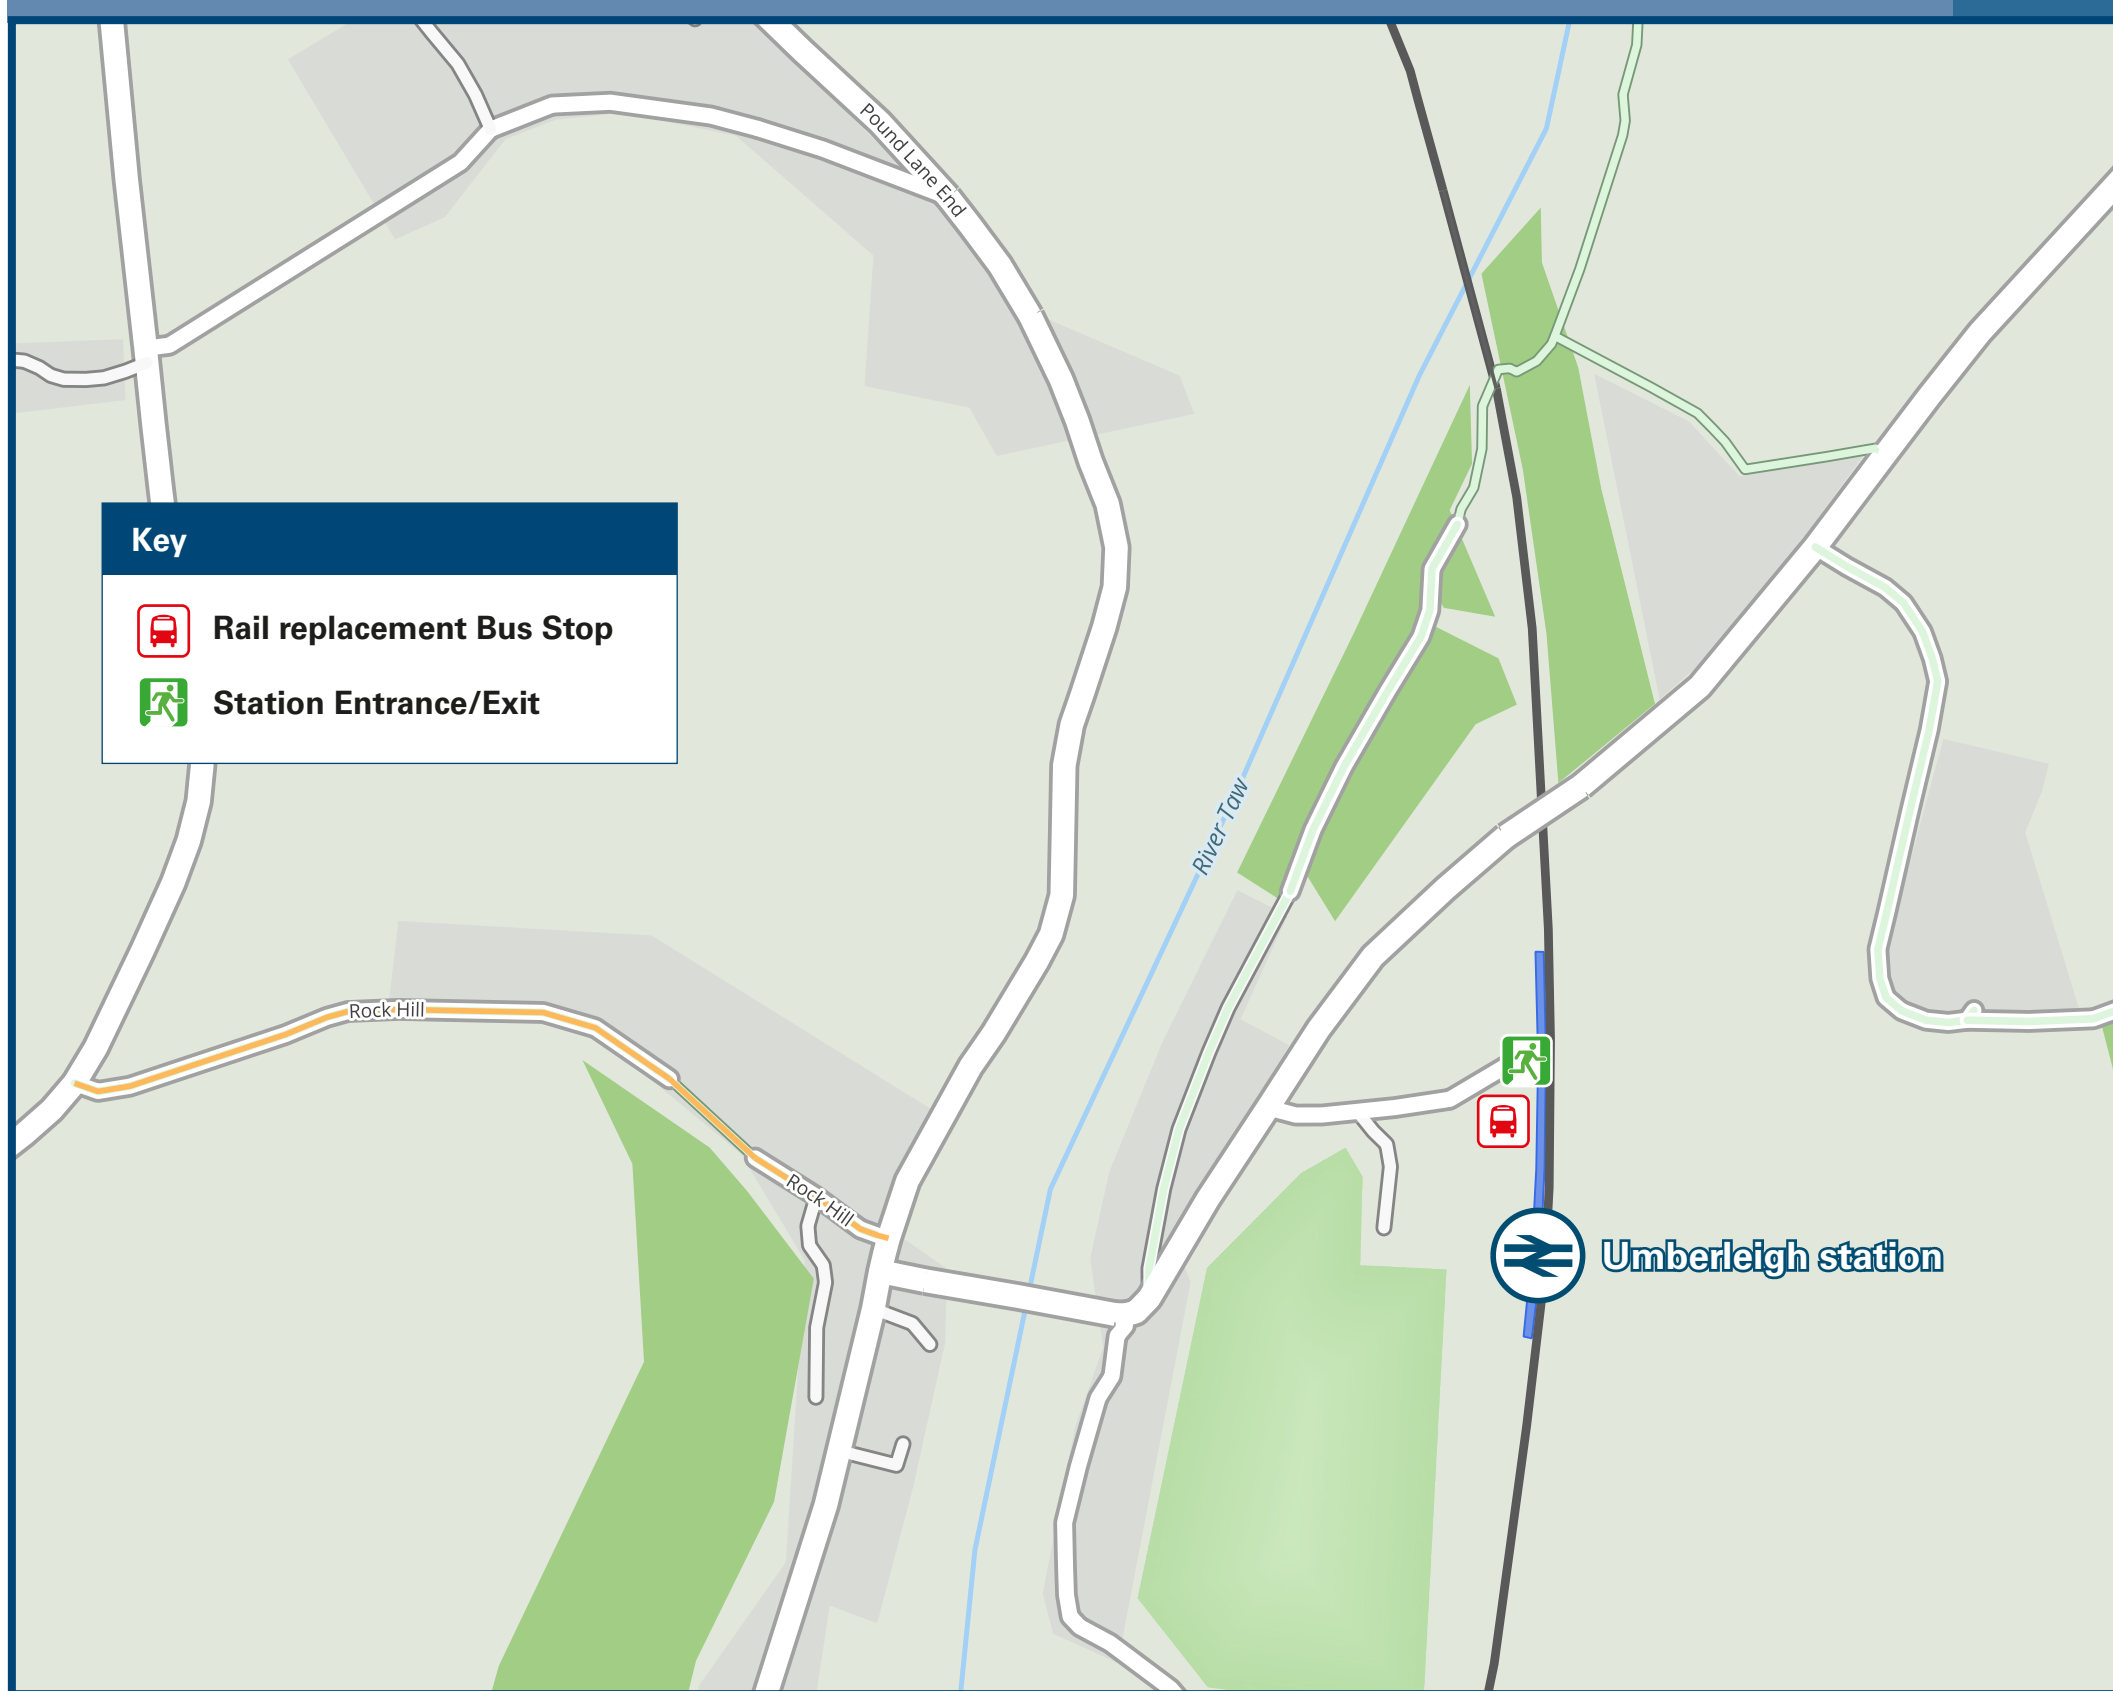 Pound Lane End
Key
Rail replacement Bus Stop
Station Entrance/Exit
River Taw
Rock Hill
Rock Hill
Umberleigh station